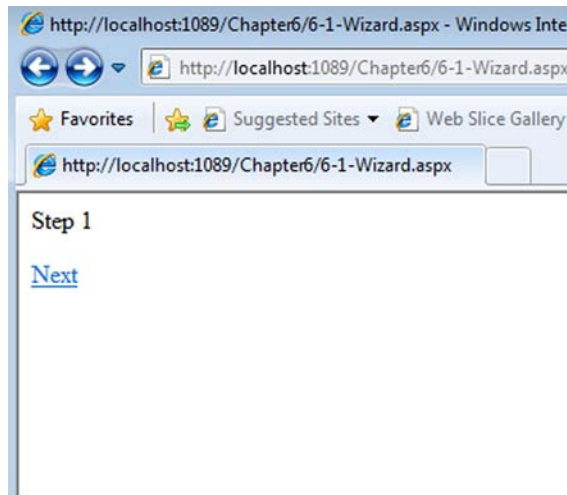 http://localhost:1089/Chapter6/6-1-Wizard.aspx - Windows Inte
http://localhost:1089/Chapter6/6-1-Wizard.aspx
Favorites Suggested Sites Web Slice Gallery
http://localhost:1089/Chapter6/6-1-Wizard.aspx
Step 1
Next